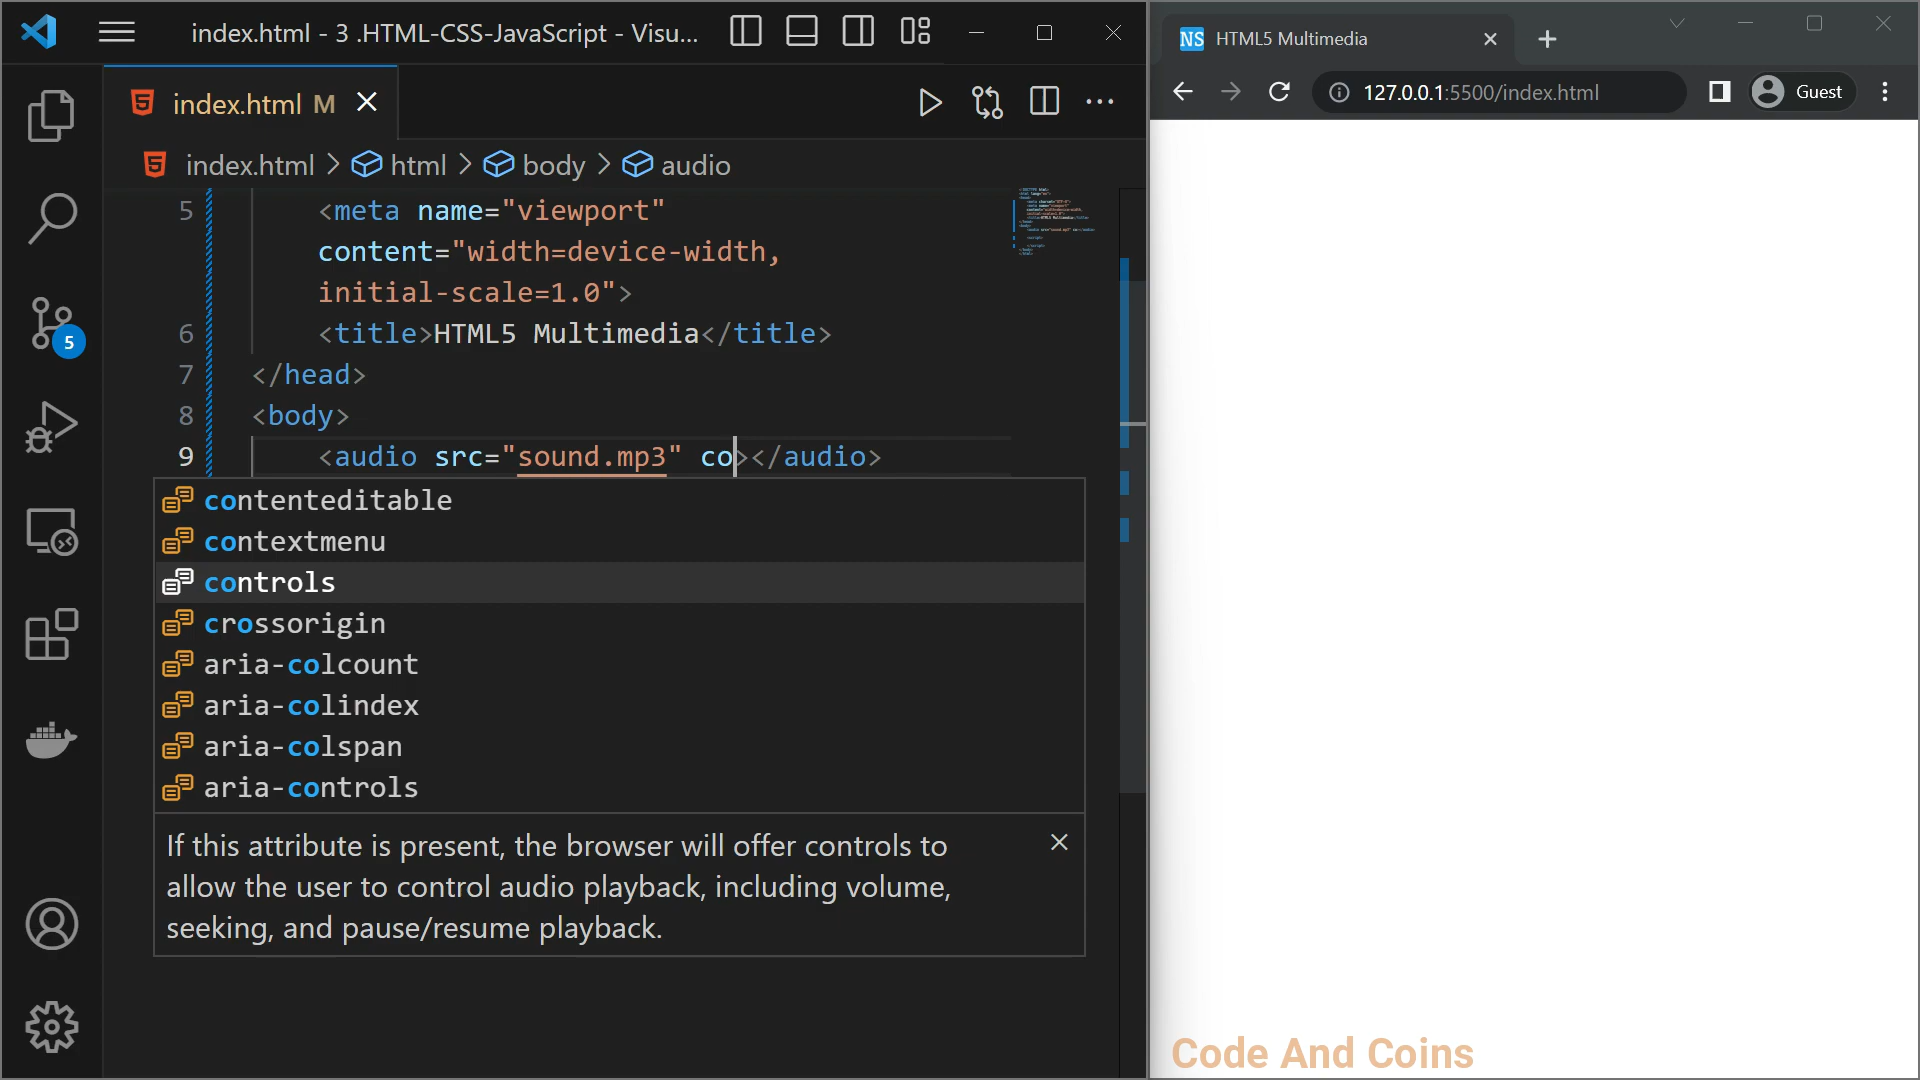 index.html - 3 .HTML-CSS-JavaScript - Visu...
index.html M
index.html > html > body > audio
5 <meta name="viewport"
content="width=device-width,
initial-scale=1.0">
6 <title>HTML5 Multimedia</title>
7 </head>
8 <body>
9 <audio src="sound.mp3" co></audio>
contenteditable
contextmenu
controls
crossorigin
aria-colcount
aria-colindex
aria-colspan
aria-controls
If this attribute is present, the browser will offer controls to
allow the user to control audio playback, including volume,
seeking, and pause/resume playback.
5
NS HTML5 Multimedia
127.0.0.1:5500/index.html
Guest
Code And Coins